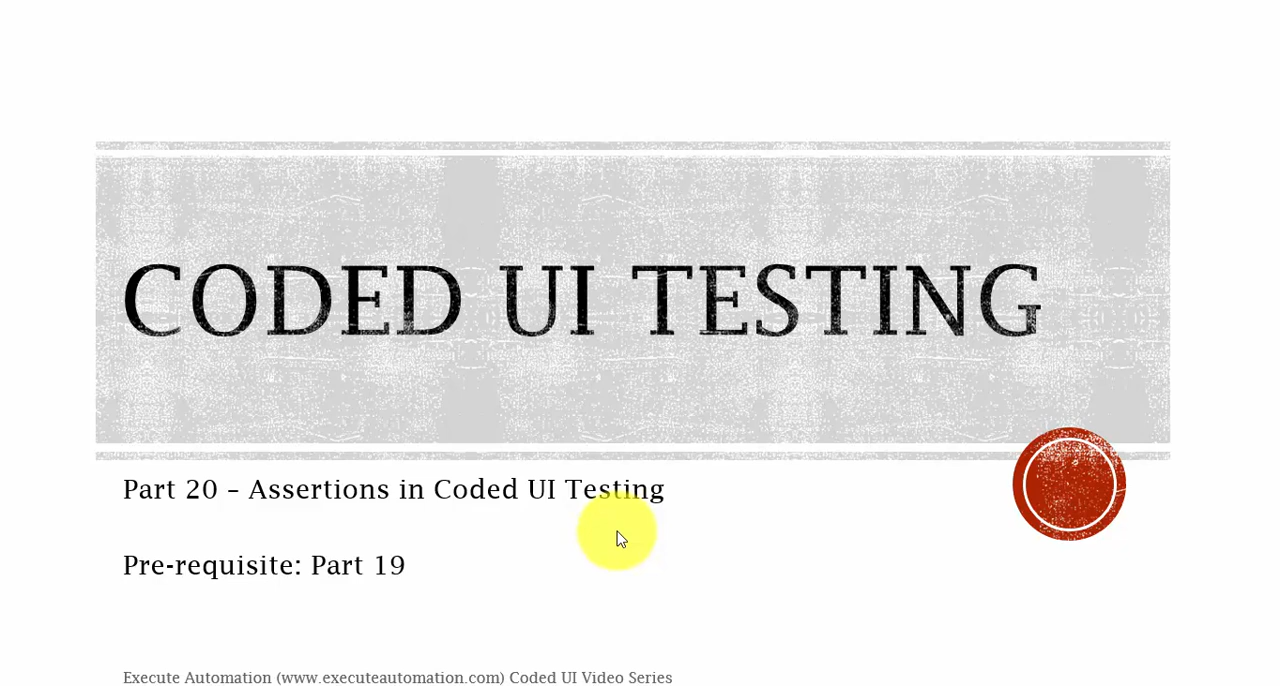 CODED UI TESTING
Part 20 – Assertions in Coded UI Testing
Pre-requisite: Part 19
Execute Automation (www.executeautomation.com) Coded UI Video Series